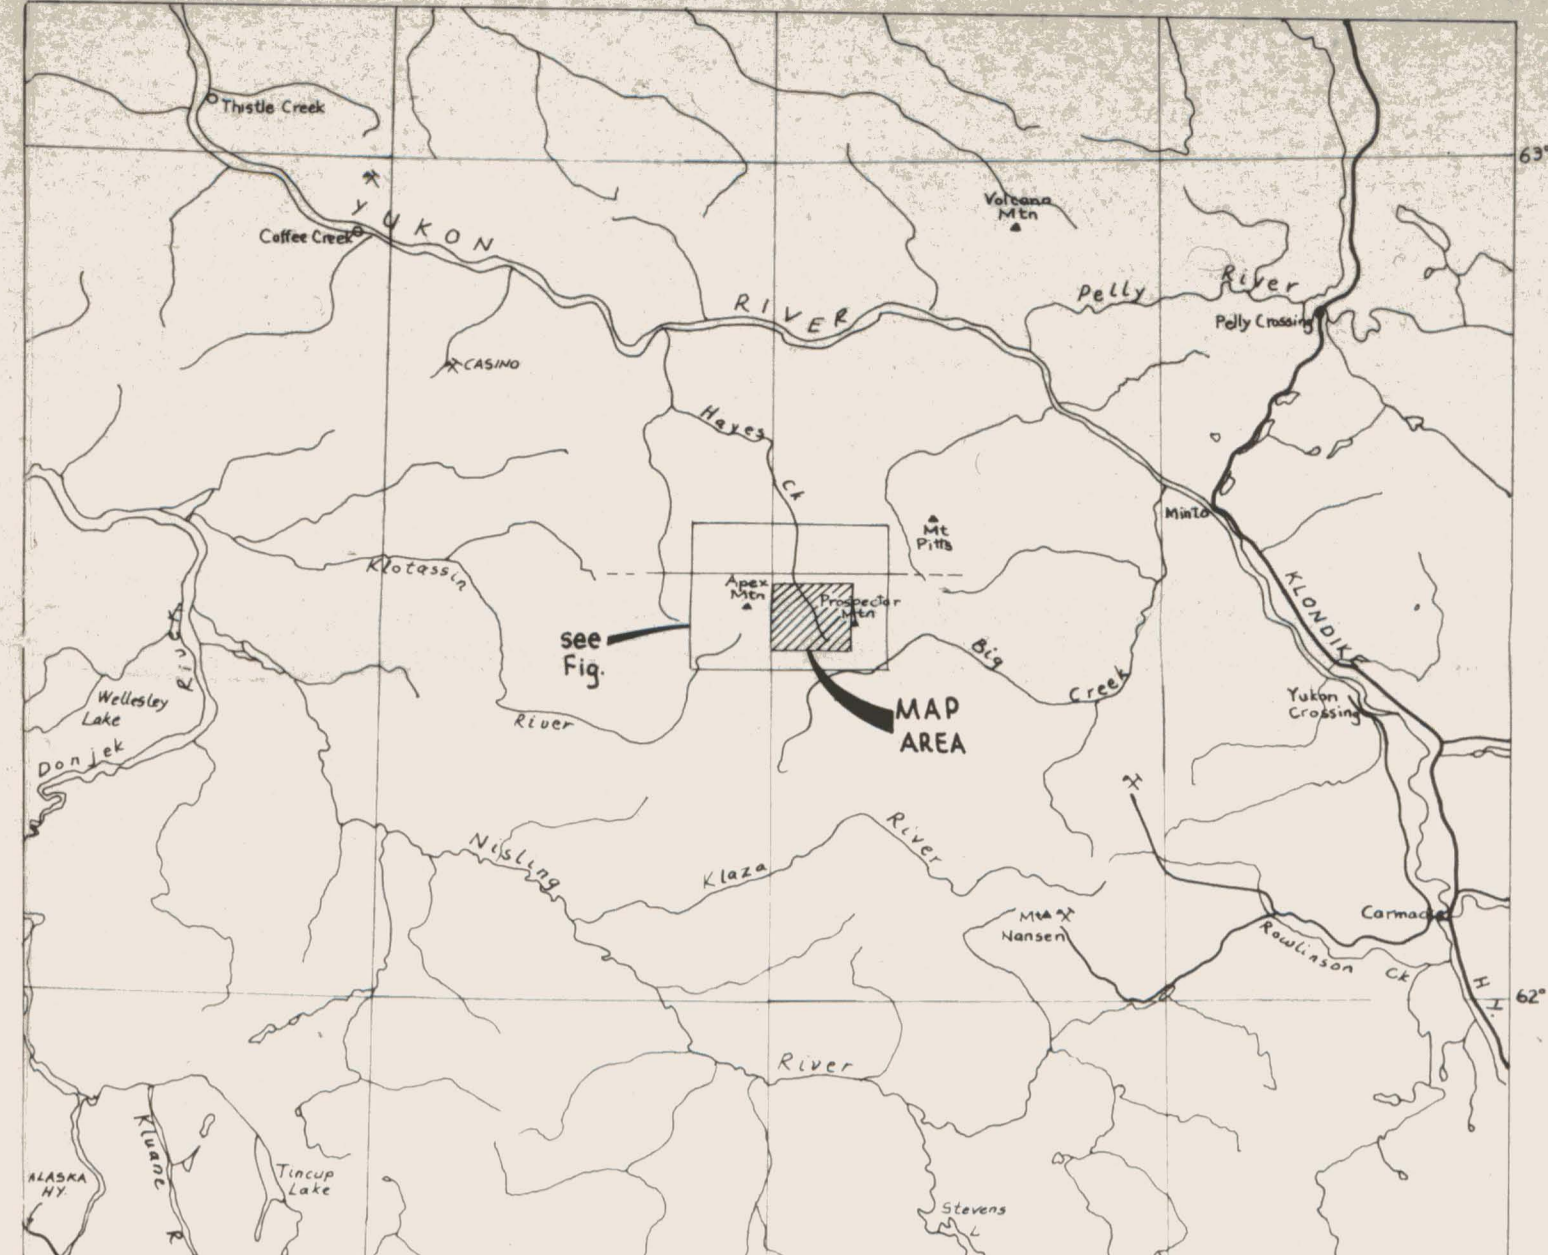 Thistle Creek
63°
Volcano
Mtn
YUKON
Coffee Creek
Pelly River
RIVER
Pelly Crossing
CASINO
Hayes
Ck
Minto
Mt
Pitts
Klotassin
KLONDIKE
Apex
Mtn
Prospector
Mtn
see
Fig.
Big
Creek
River
Wellesley
Lake
Yukon
Crossing
MAP
AREA
River
Donjek
Nisling
River
Klaza
Mt
Nansen
Carmacks
Rowlinson Ck
HY.
62°
River
Kluane
R
ALASKA
HY.
Tincup
Lake
Stevens
L